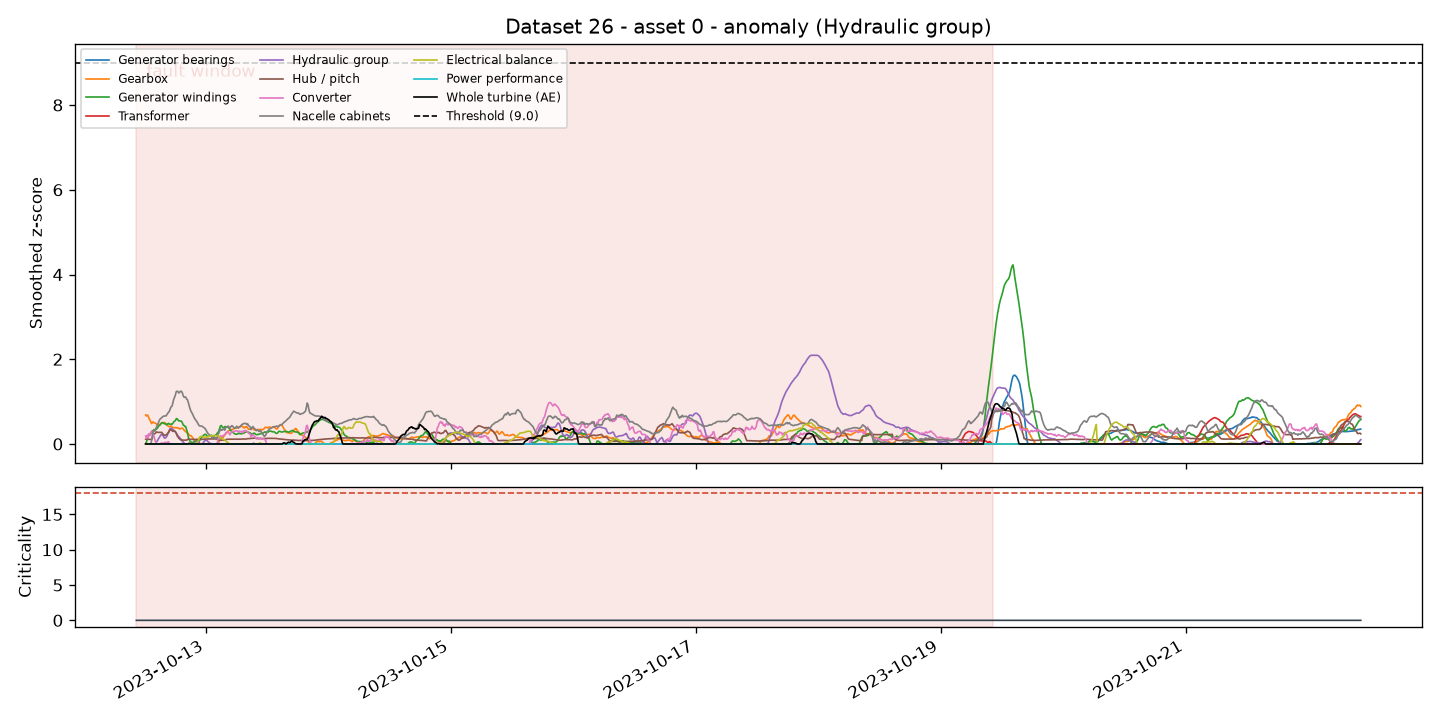 Dataset 26 - asset 0 - anomaly (Hydraulic group)
Generator bearings
Gearbox
Generator windings
Transformer
Hydraulic group
Hub / pitch
Converter
Nacelle cabinets
Electrical balance
Power performance
Whole turbine (AE)
Threshold (9.0)
fault window
Smoothed z-score
8
6
4
2
0
Criticality
15
10
5
0
2023-10-13
2023-10-15
2023-10-17
2023-10-19
2023-10-21